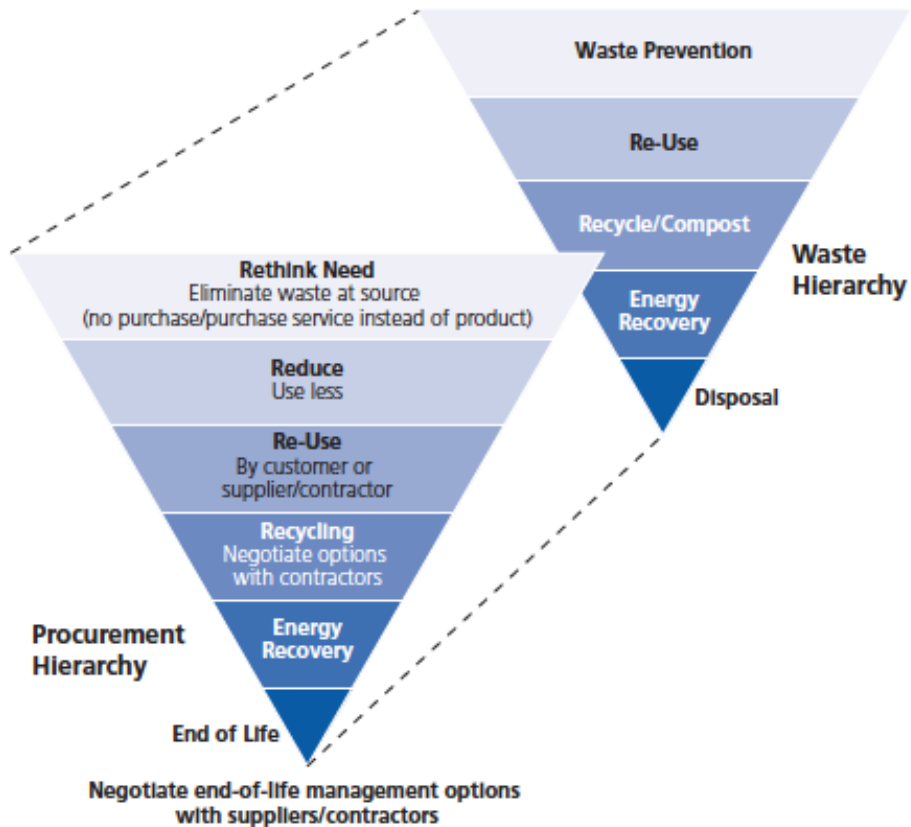 Waste Prevention
Re-Use
Recycle/Compost
Energy
Recovery
Disposal
Waste
Hierarchy
Rethink Need
Eliminate waste at source
(no purchase/purchase service instead of product)
Reduce
Use less
Re-Use
By customer or
supplier/contractor
Recycling
Negotiate options
with contractors
Energy
Recovery
End of Life
Procurement
Hierarchy
Negotiate end-of-life management options
with suppliers/contractors